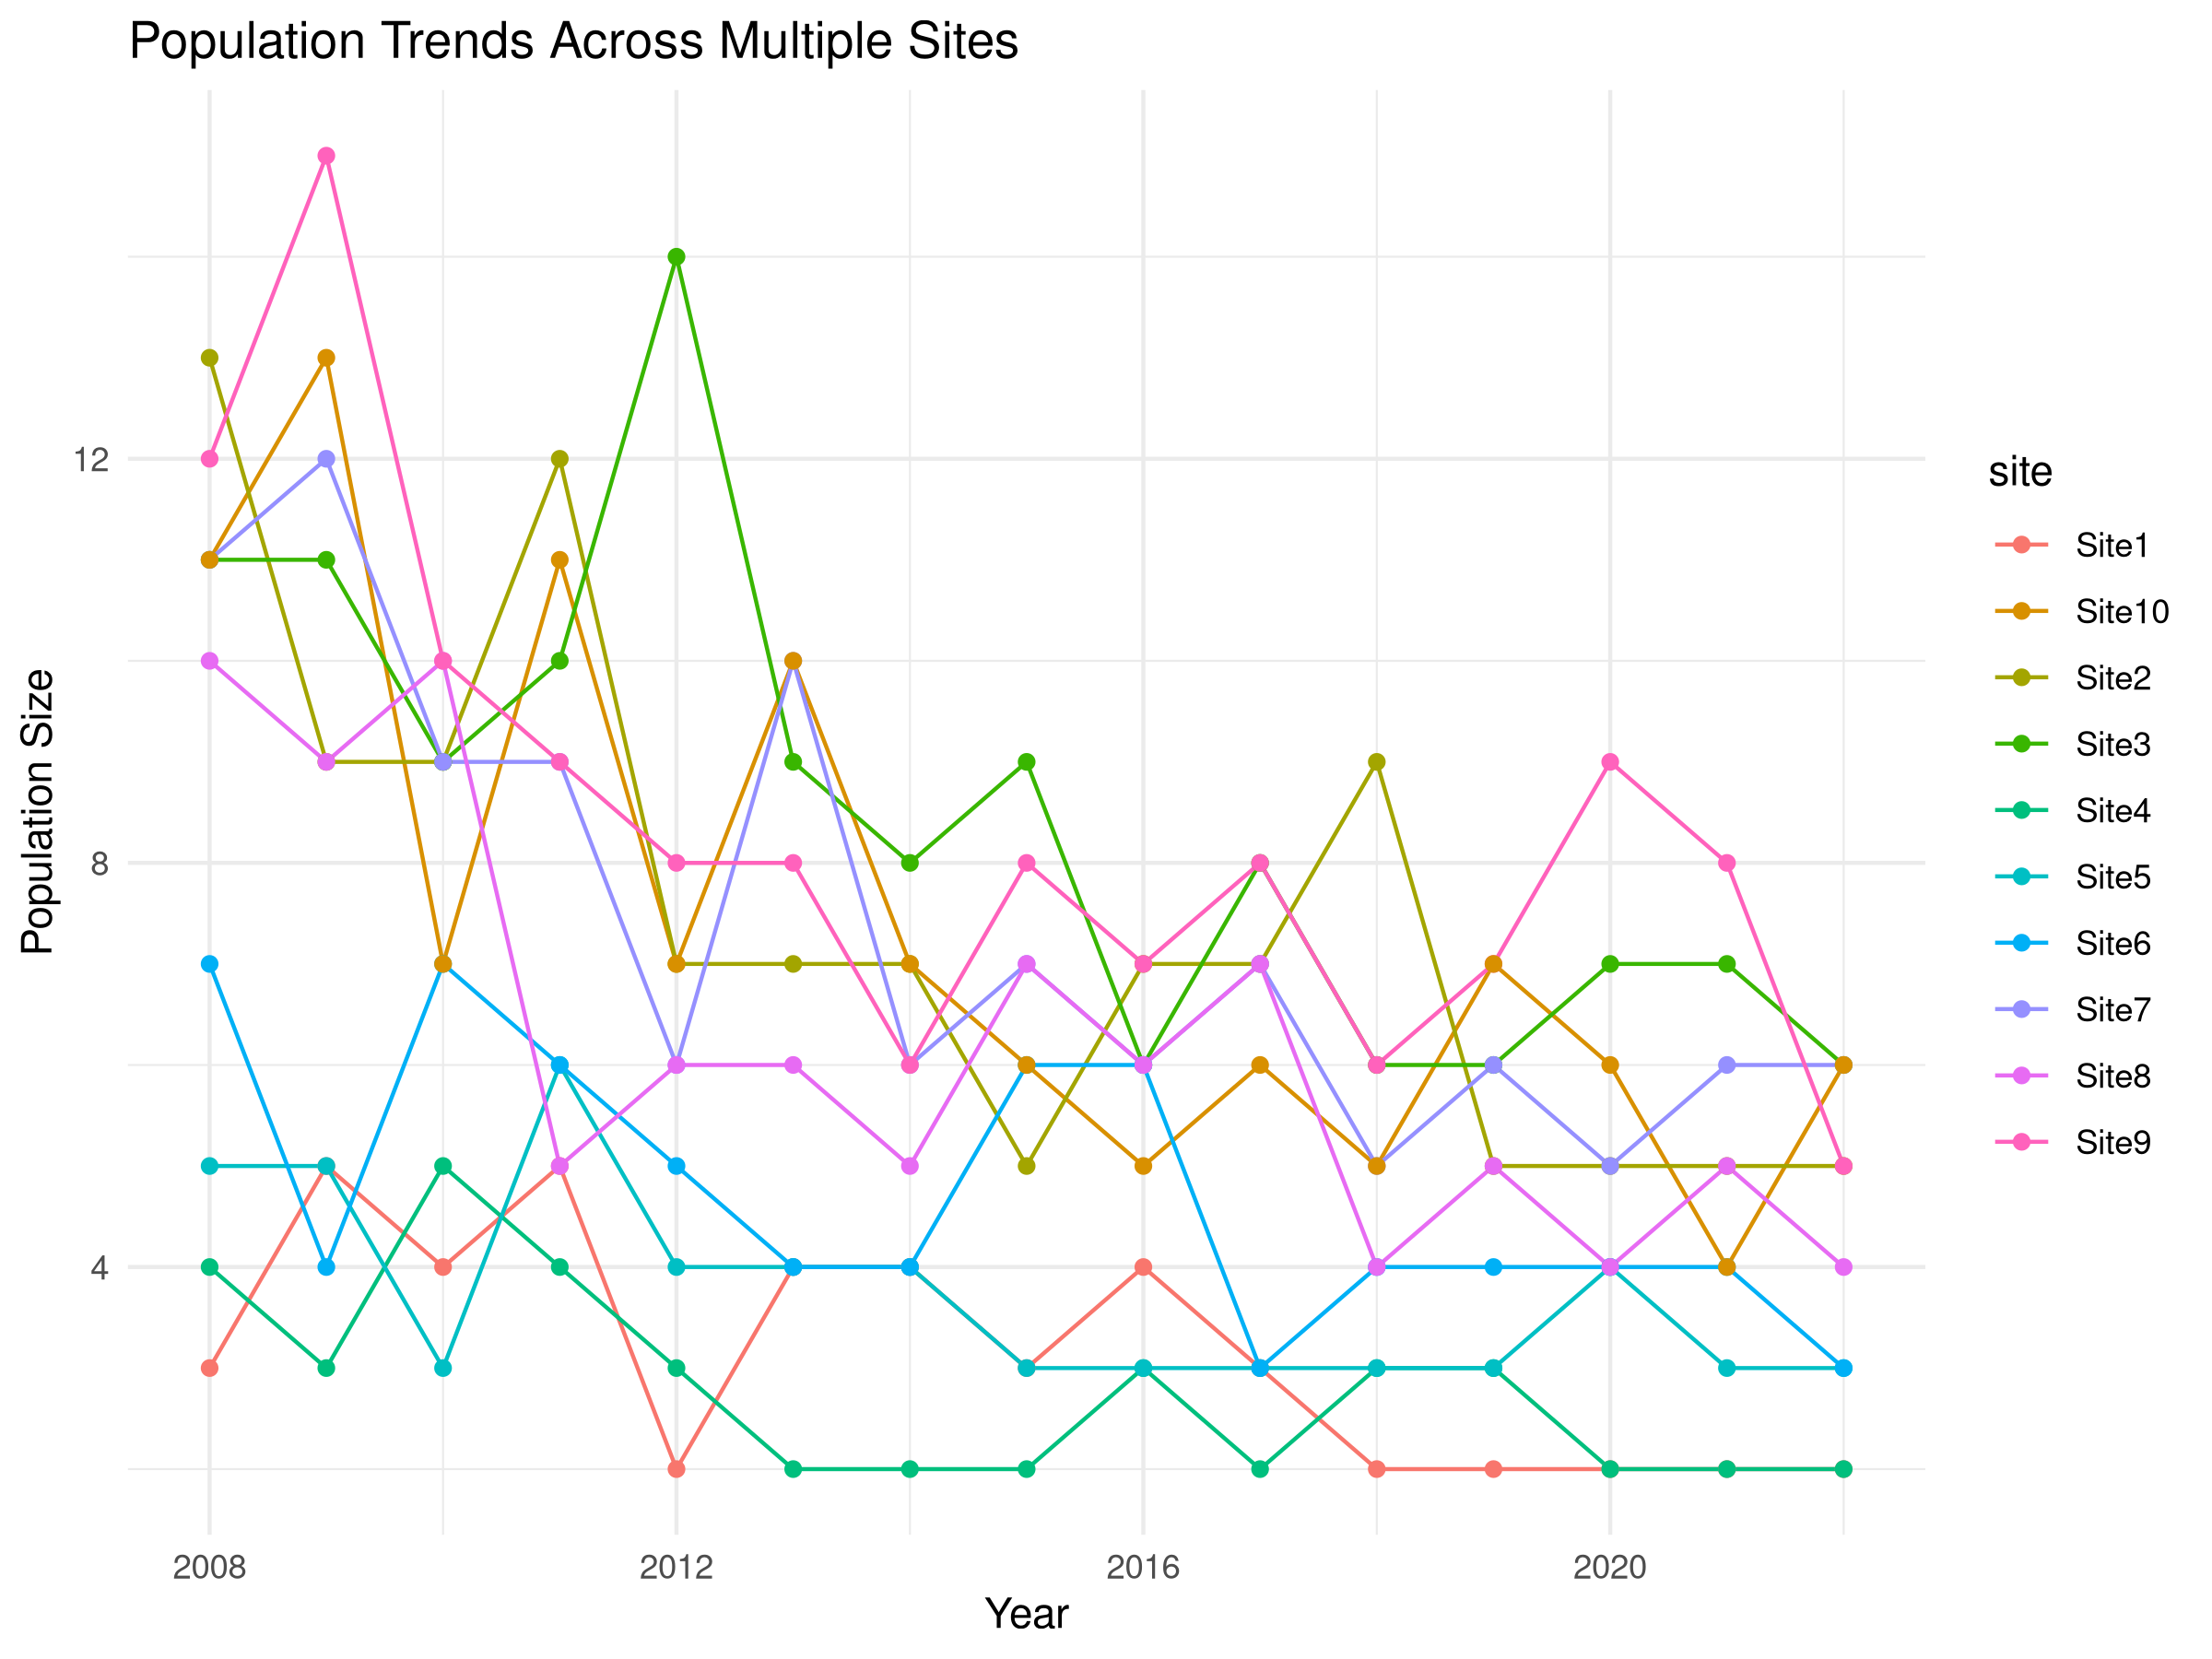 Population Trends Across Multiple Sites
Population Size
12
8
4
2008
2012
2016
2020
Year
site
Site1
Site10
Site2
Site3
Site4
Site5
Site6
Site7
Site8
Site9